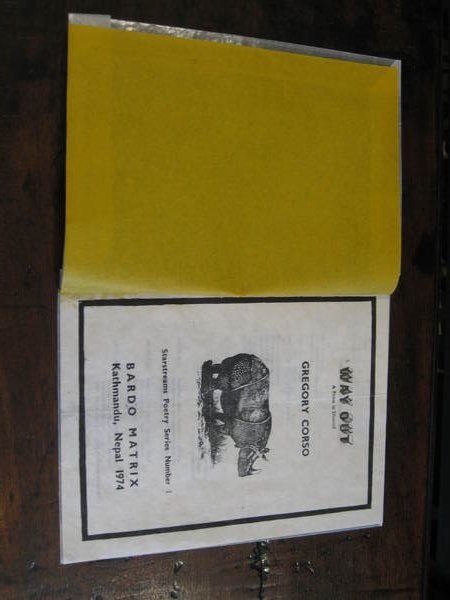 WAY OUT
A Poem in Discord
GREGORY CORSO
Starstreams Poetry Series Number 1
BARDO MATRIX
Kathmandu, Nepal 1974